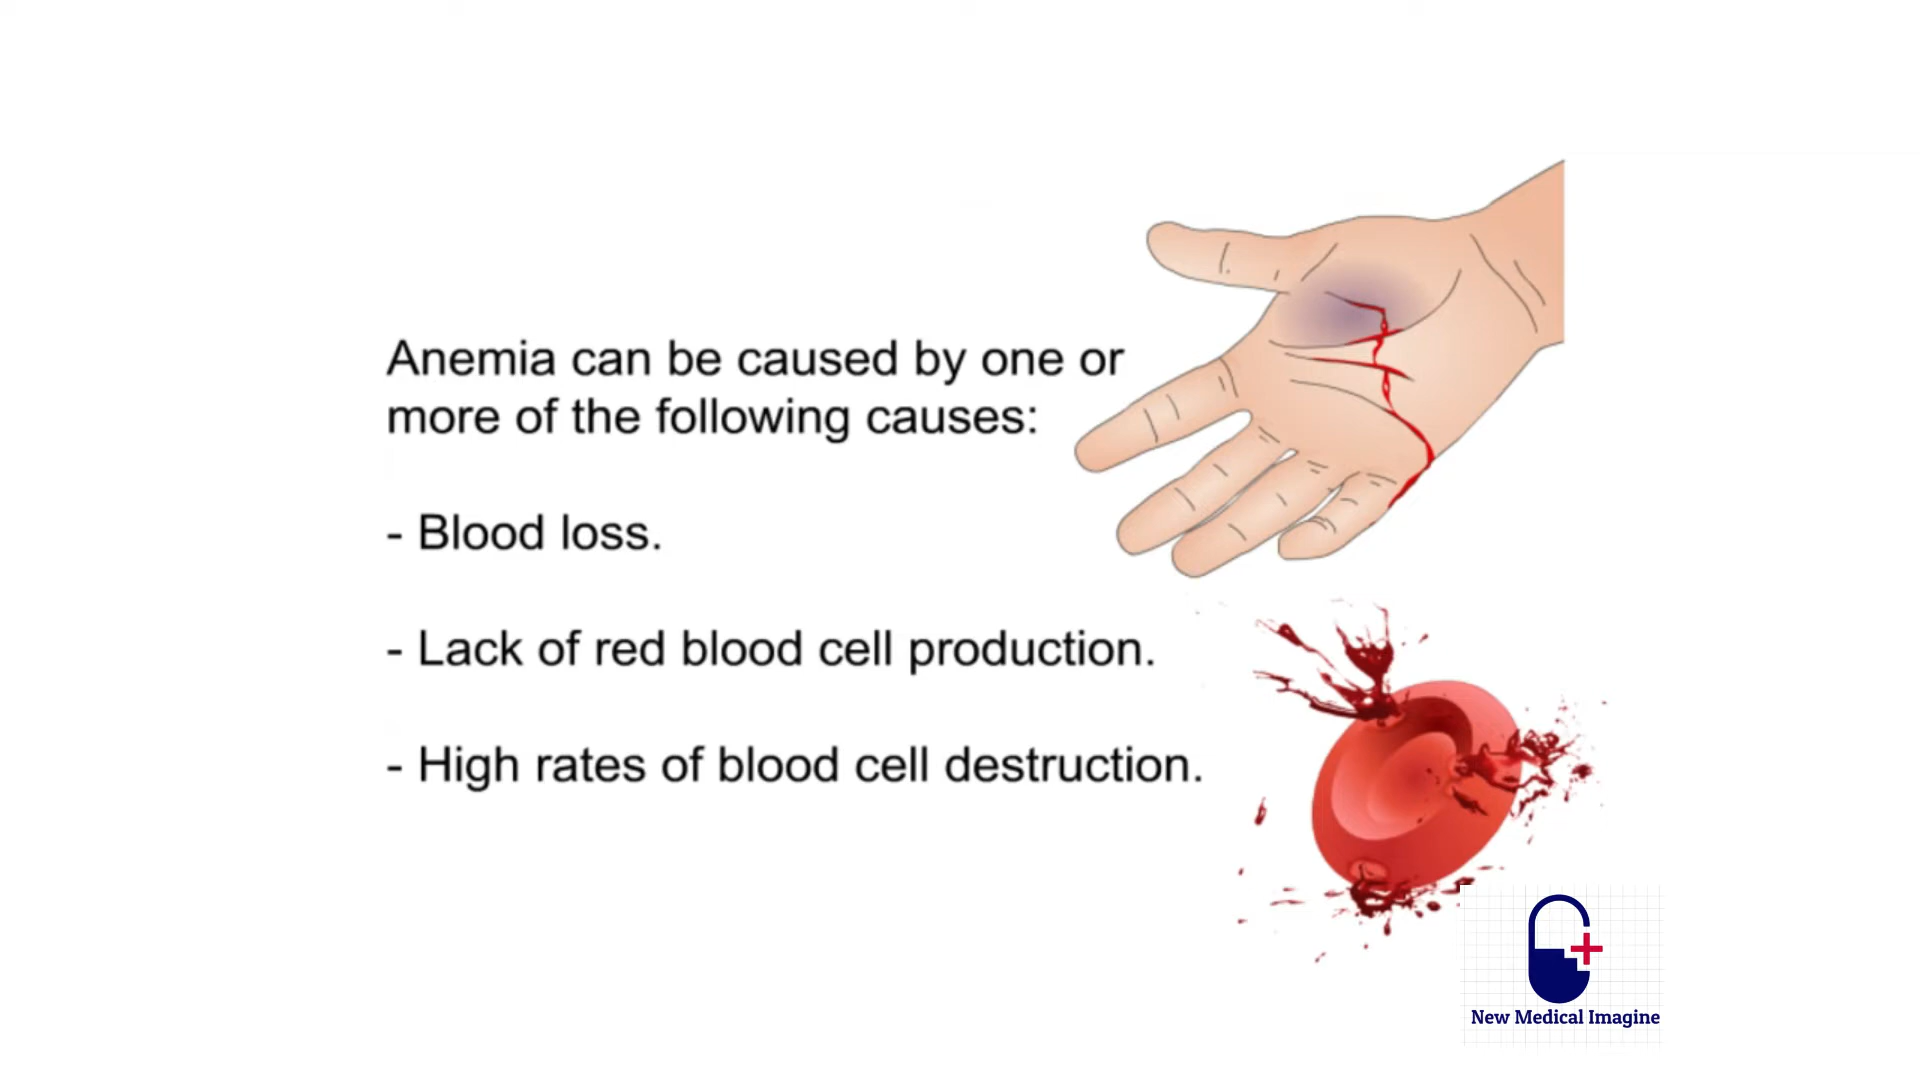 Anemia can be caused by one or
more of the following causes:
- Blood loss.
- Lack of red blood cell production.
- High rates of blood cell destruction.
New Medical Imagine